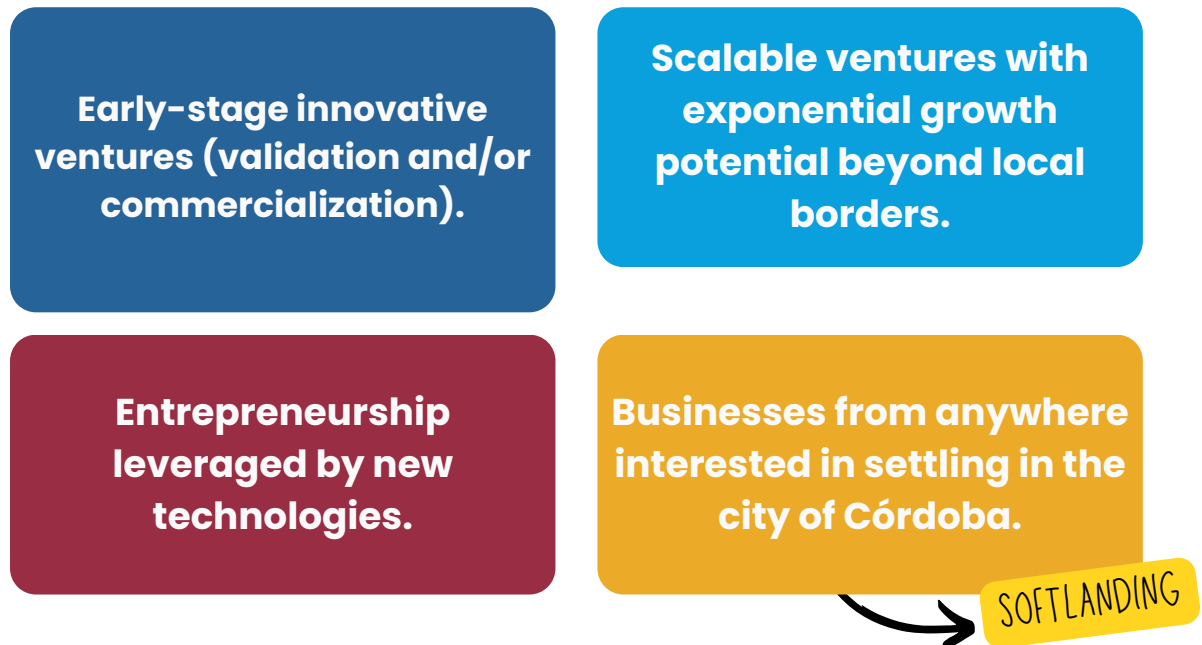 Early-stage innovative
ventures (validation and/or
commercialization).
Scalable ventures with
exponential growth
potential beyond local
borders.
Entrepreneurship
leveraged by new
technologies.
Businesses from anywhere
interested in settling in the
city of Córdoba.
SOFTLANDING